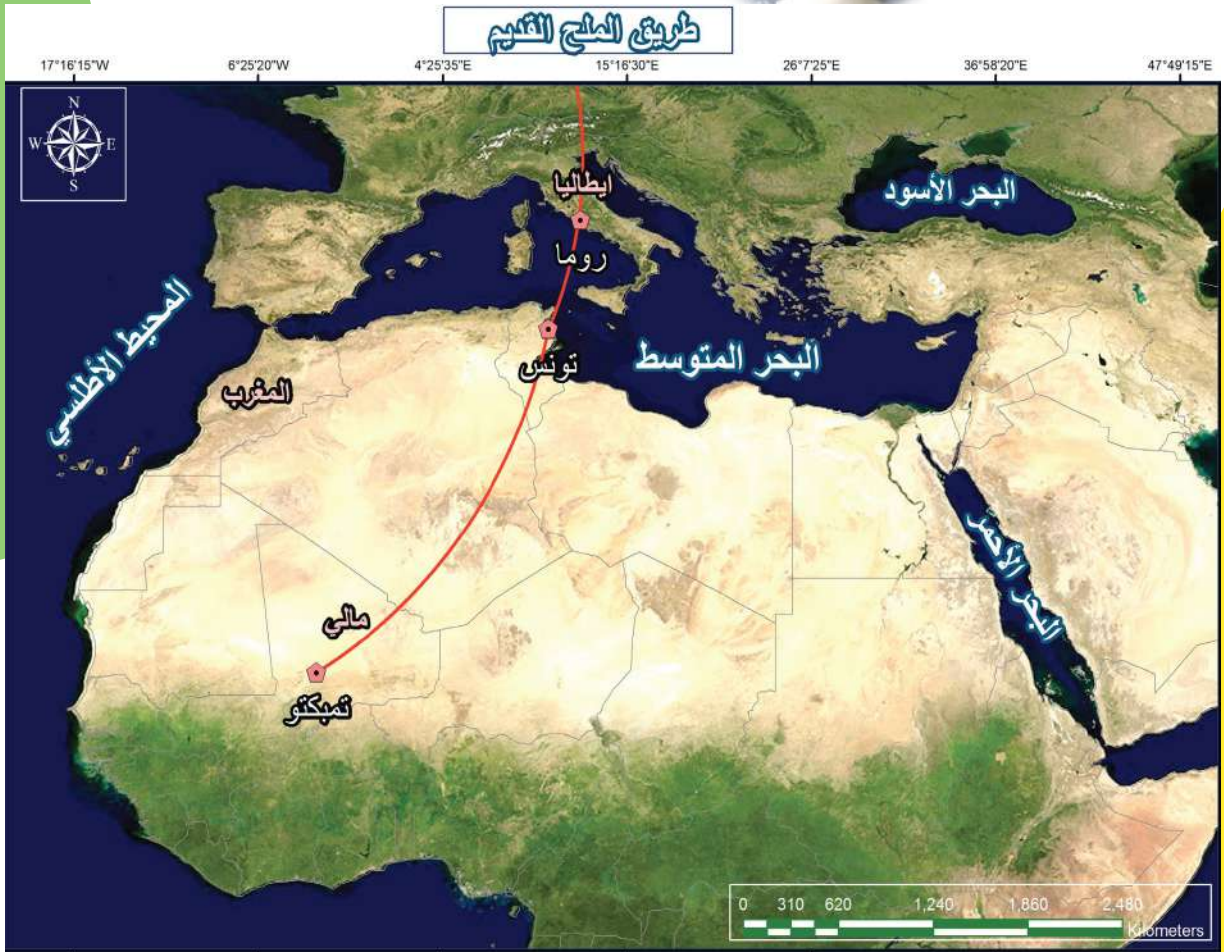 طريق الملح القديم
17°16'15"W 6°25'20"W 4°25'35"E 15°16'30"E 26°7'25"E 36°58'20"E 47°49'15"E
N
W E
S
ايطاليا
البحر الأسود
روما
المحيط الأطلسي
تونس
البحر المتوسط
المغرب
البحر الأحمر
مالي
تمبكتو
0 310 620 1,240 1,860 2,480
Kilometers